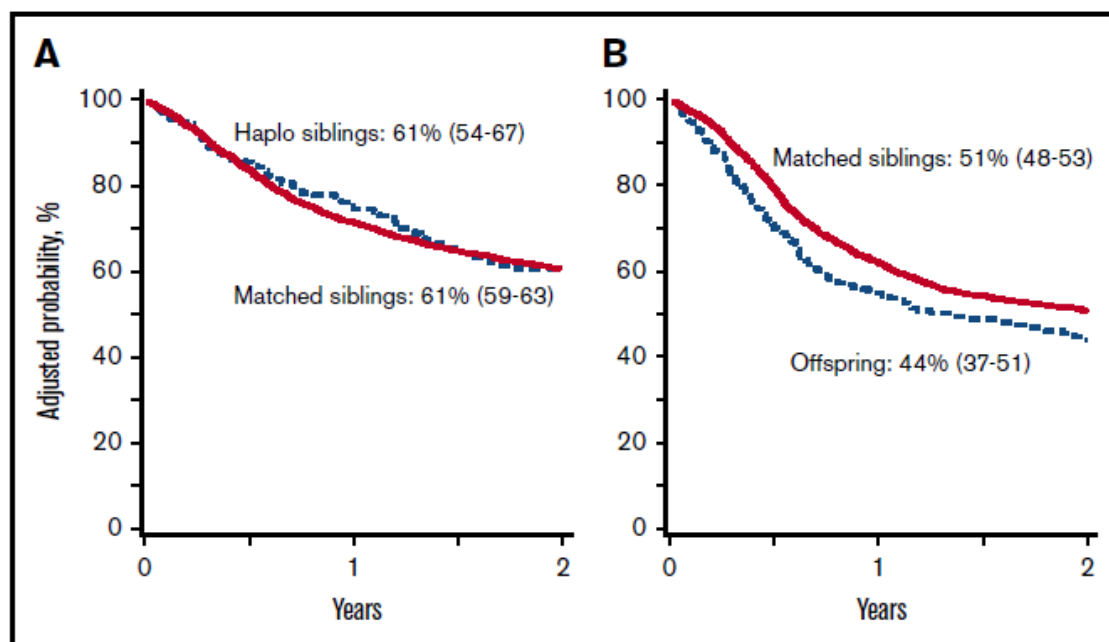 A
Adjusted probability, %
100
80
60
40
20
0
Haplo siblings: 61% (54-67)
Matched siblings: 61% (59-63)
0 1 2
Years
B
100
80
60
40
20
0
Matched siblings: 51% (48-53)
Offspring: 44% (37-51)
0 1 2
Years